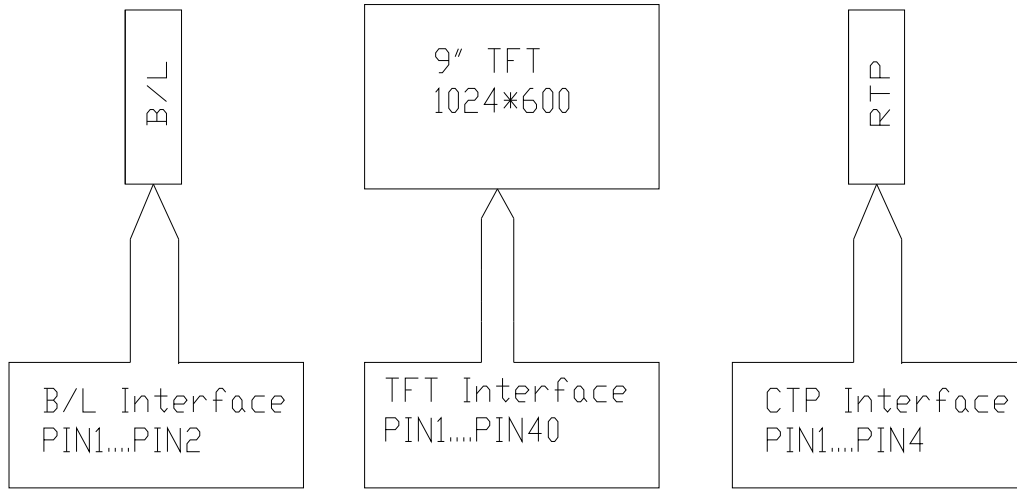 B/L
9" TFT
1024*600
RTP
B/L Interface
PIN1....PIN2
TFT Interface
PIN1....PIN40
CTP Interface
PIN1....PIN4